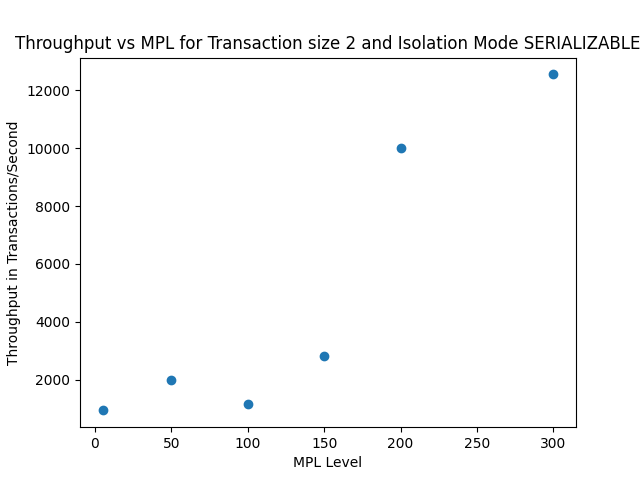 Throughput vs MPL for Transaction size 2 and Isolation Mode SERIALIZABLE
12000
10000
8000
6000
4000
2000
Throughput in Transactions/Second
0 50 100 150 200 250 300
MPL Level